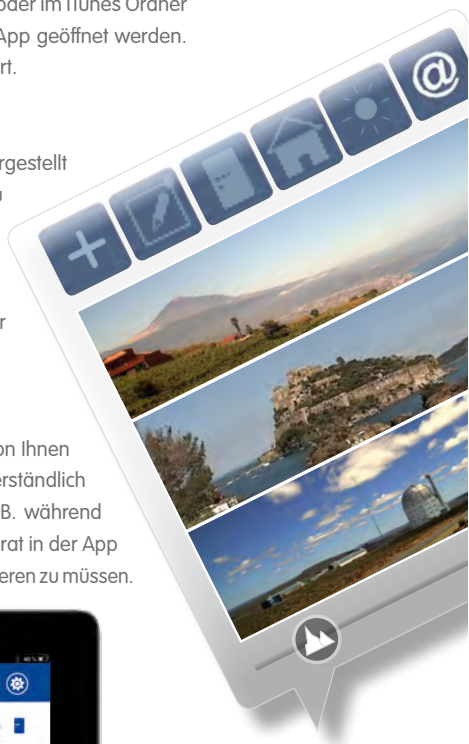 oder im iTunes Ordner
App geöffnet werden.
rt.
rgestellt
r
on Ihnen
erständlich
B. während
rat in der App
eren zu müssen.
@